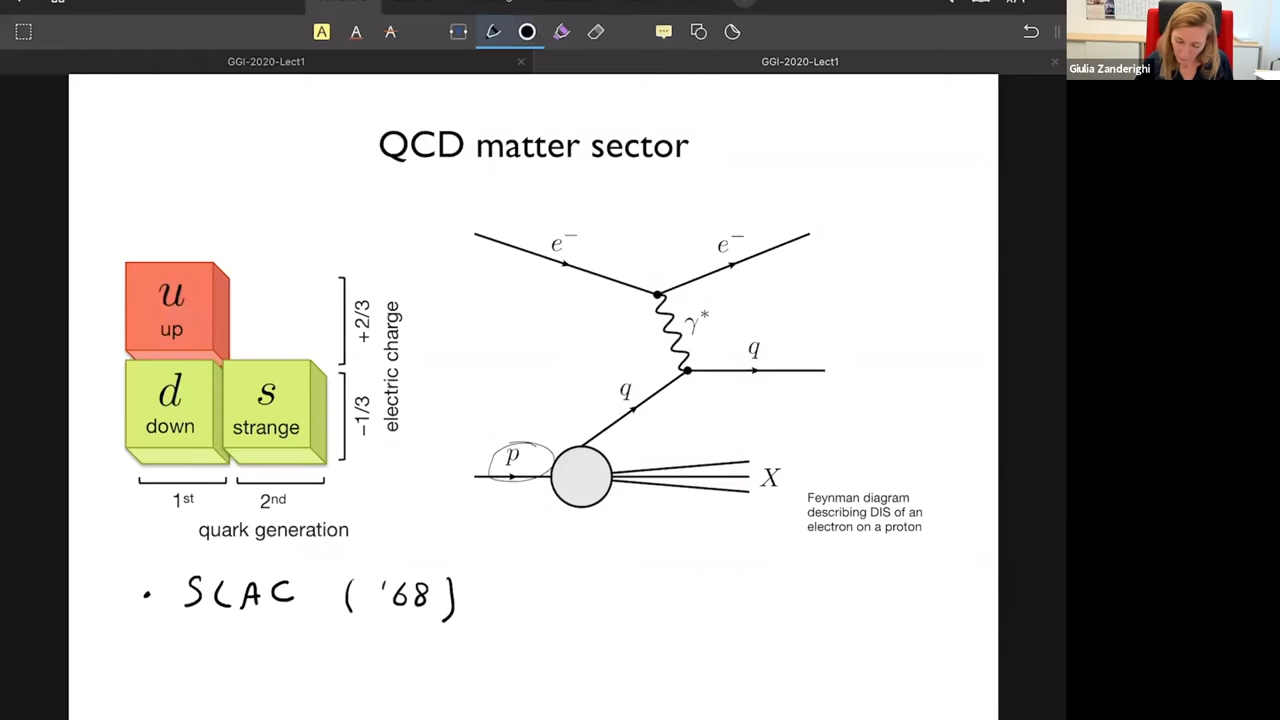 A A A
GGI-2020-Lect1 GGI-2020-Lect1
Giulia Zanderighi
QCD matter sector
u
up
d
down
s
strange
+2/3
−1/3
electric charge
1st 2nd
quark generation
e− e−
γ*
q
q
p
X
Feynman diagram
describing DIS of an
electron on a proton
· SLAC ( '68 )